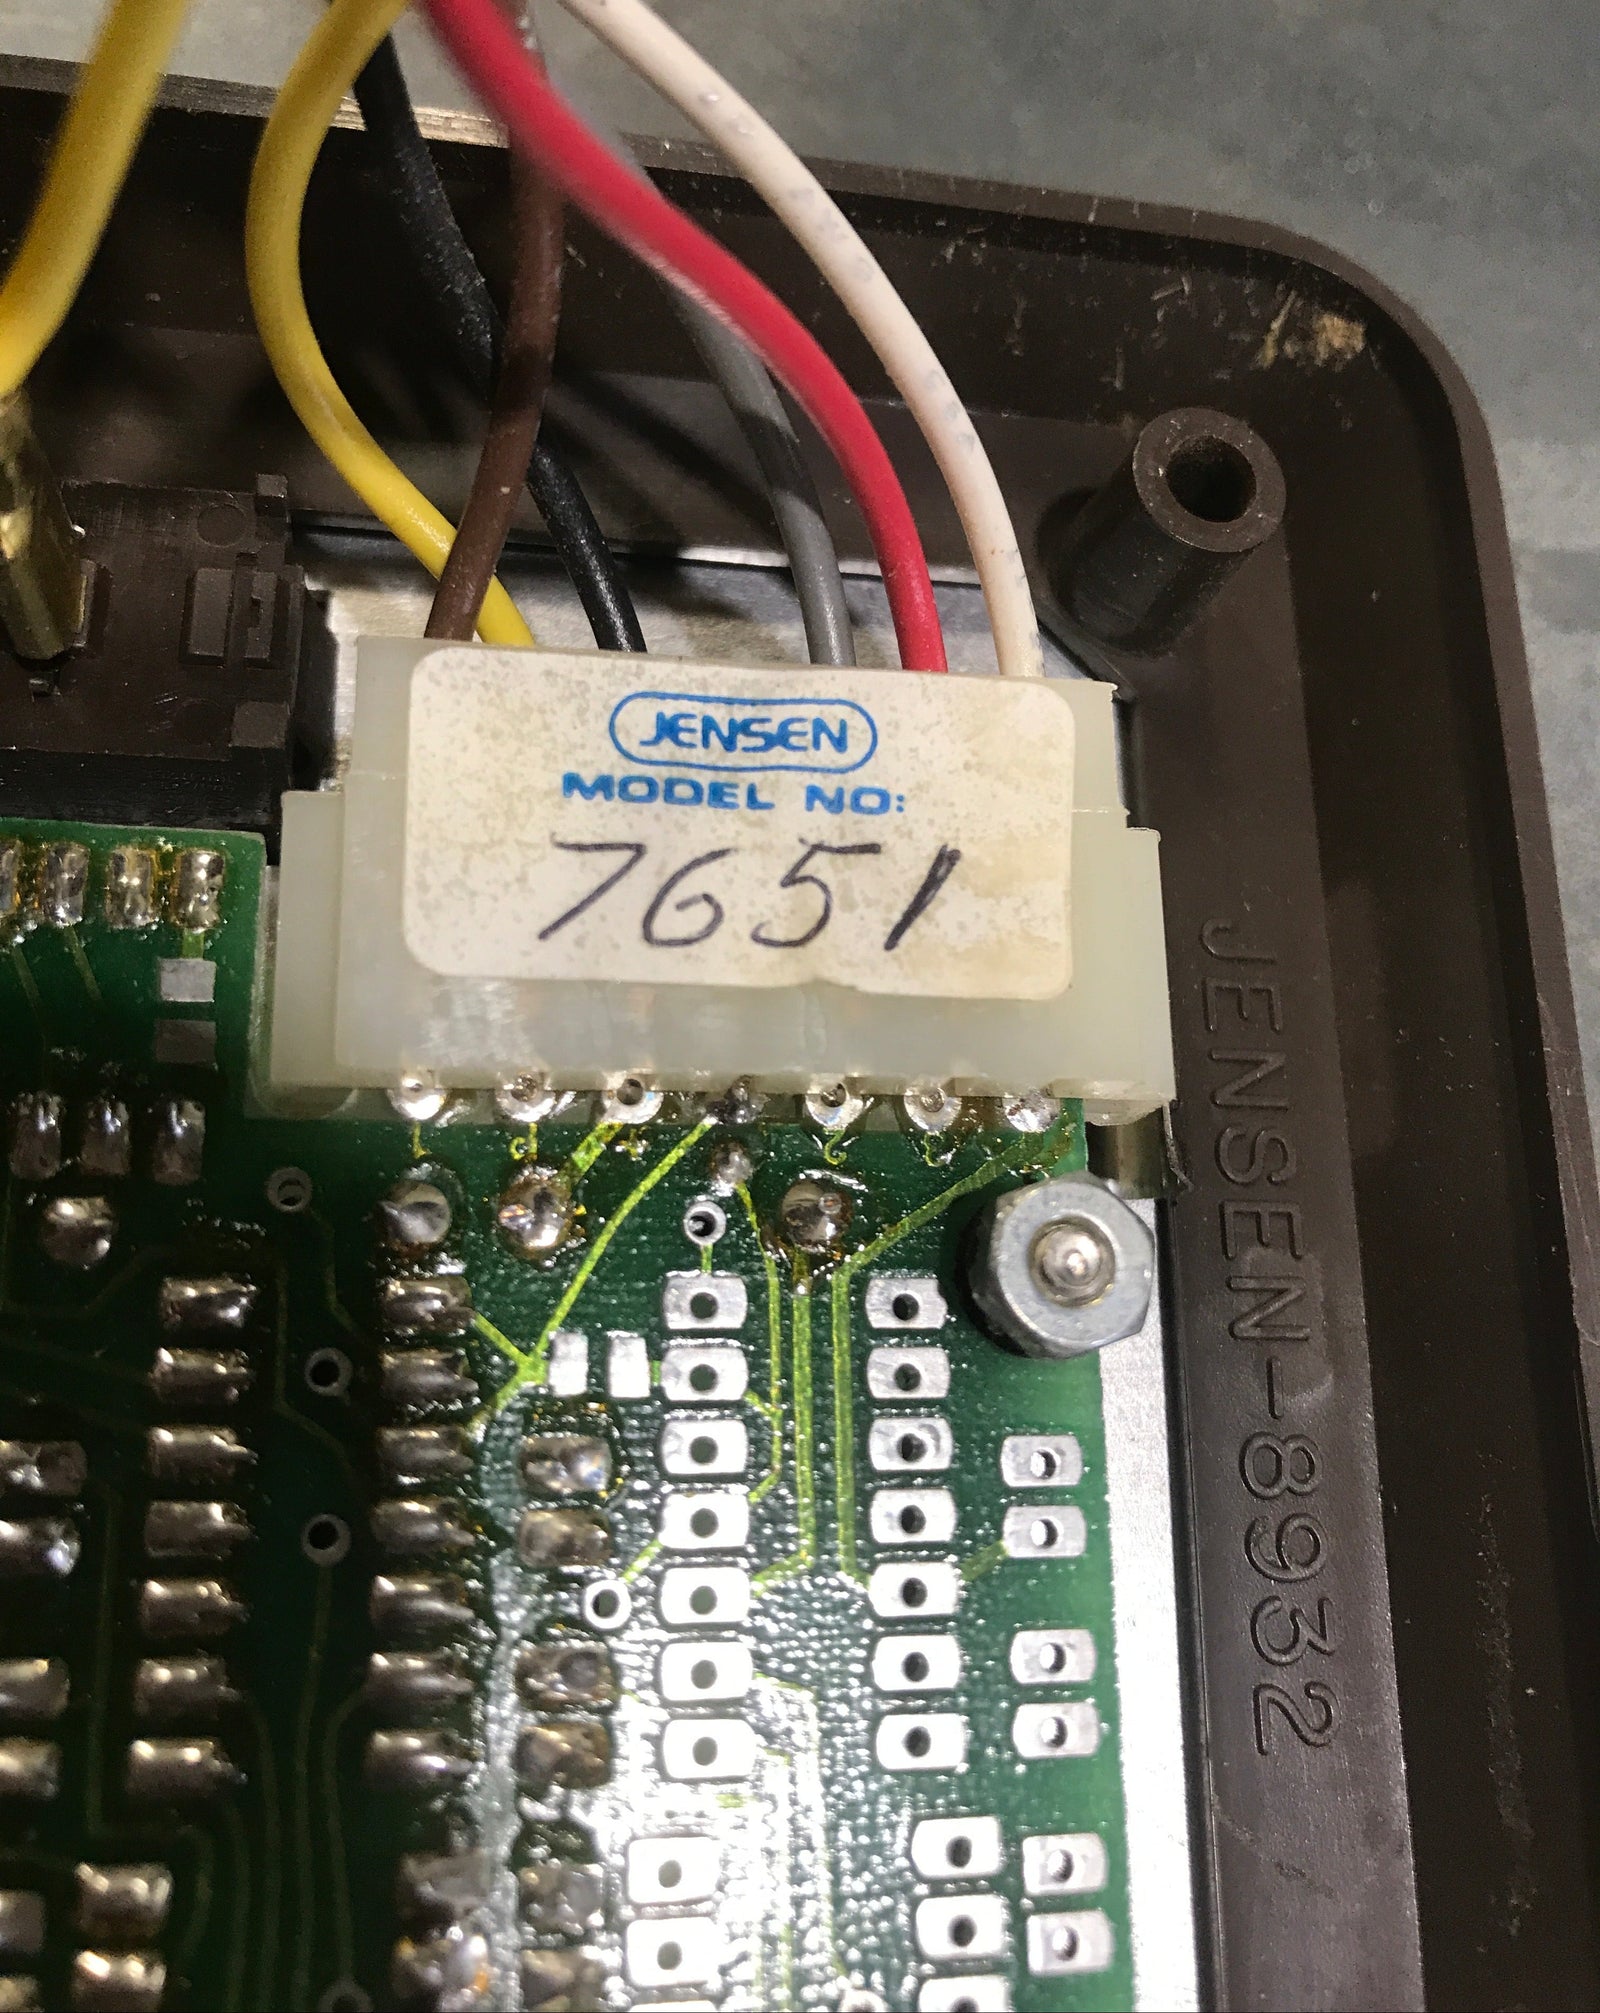 JENSEN
MODEL NO:
7651
JENSEN-8932